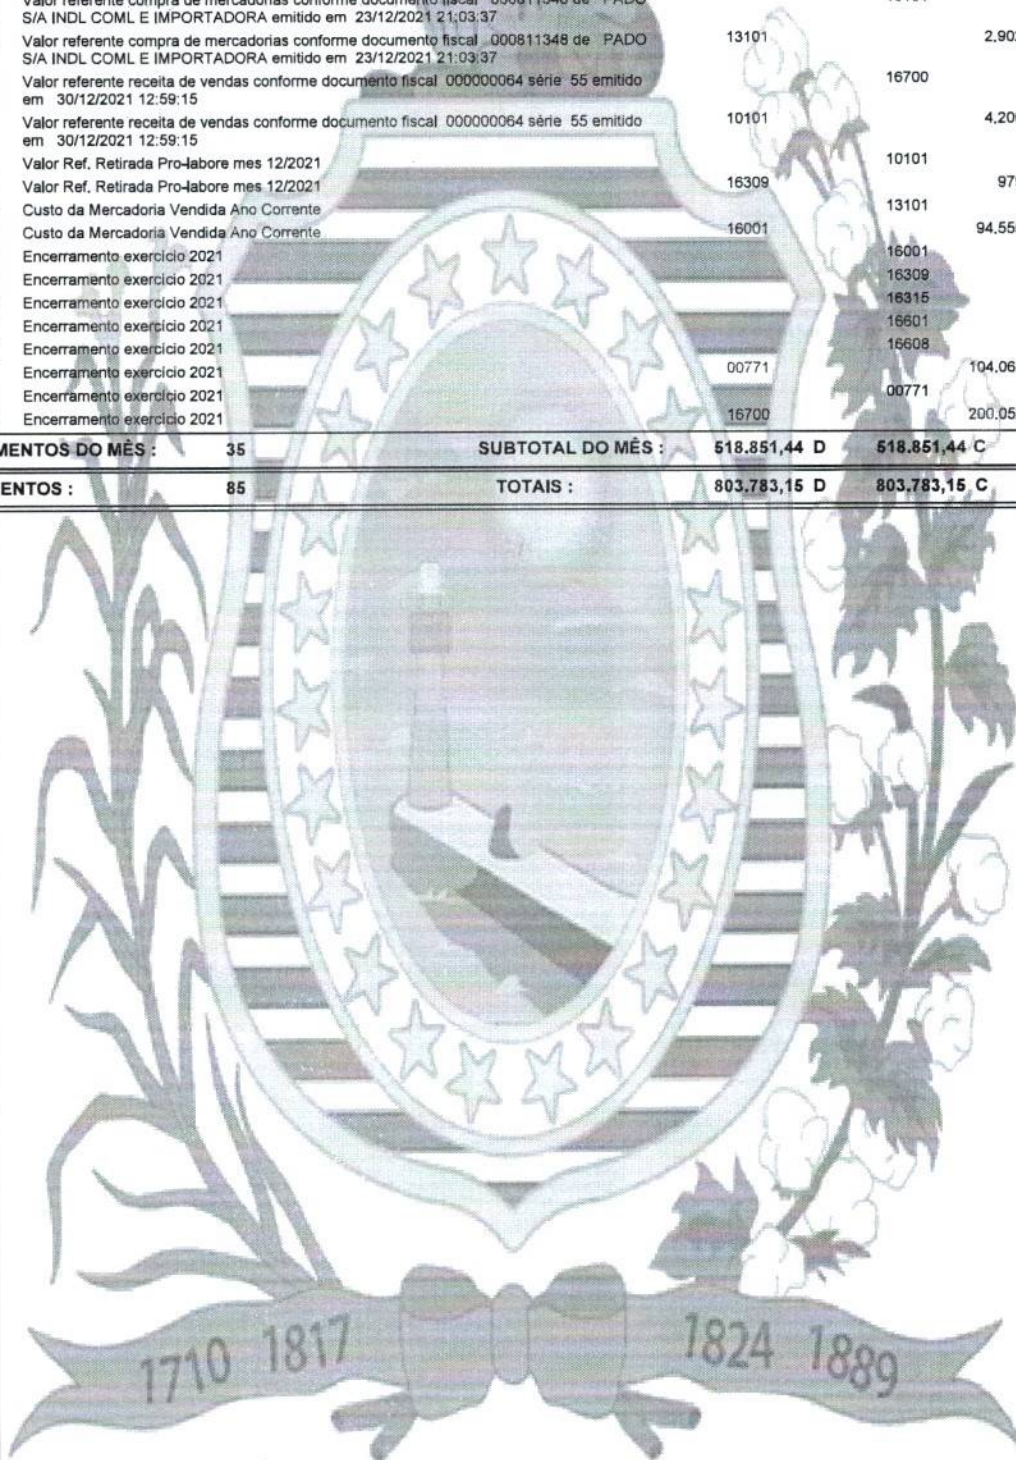 Valor referente compra de mercadorias conforme documento fiscal 000811348 de PADO
S/A INDL COML E IMPORTADORA emitido em 23/12/2021 21:03:37
Valor referente compra de mercadorias conforme documento fiscal 000811348 de PADO 13101 2,90
S/A INDL COML E IMPORTADORA emitido em 23/12/2021 21:03:37
Valor referente receita de vendas conforme documento fiscal 000000064 série 55 emitido 16700
em 30/12/2021 12:59:15
Valor referente receita de vendas conforme documento fiscal 000000064 série 55 emitido 10101 4,20
em 30/12/2021 12:59:15
Valor Ref. Retirada Pro-labore mes 12/2021 10101
Valor Ref. Retirada Pro-labore mes 12/2021 16309 97
Custo da Mercadoria Vendida Ano Corrente 13101
Custo da Mercadoria Vendida Ano Corrente 16001 94,55
Encerramento exercicio 2021 16001
Encerramento exercicio 2021 16309
Encerramento exercicio 2021 16315
Encerramento exercicio 2021 16601
Encerramento exercicio 2021 16608
Encerramento exercicio 2021 00771 104,06
Encerramento exercicio 2021 00771
Encerramento exercicio 2021 16700 200,05
MENTOS DO MÊS : 35 SUBTOTAL DO MÊS : 518.851,44 D 518.851,44 C
ENTOS : 85 TOTAIS : 803.783,15 D 803.783,15 C
1710 1817 1824 1889